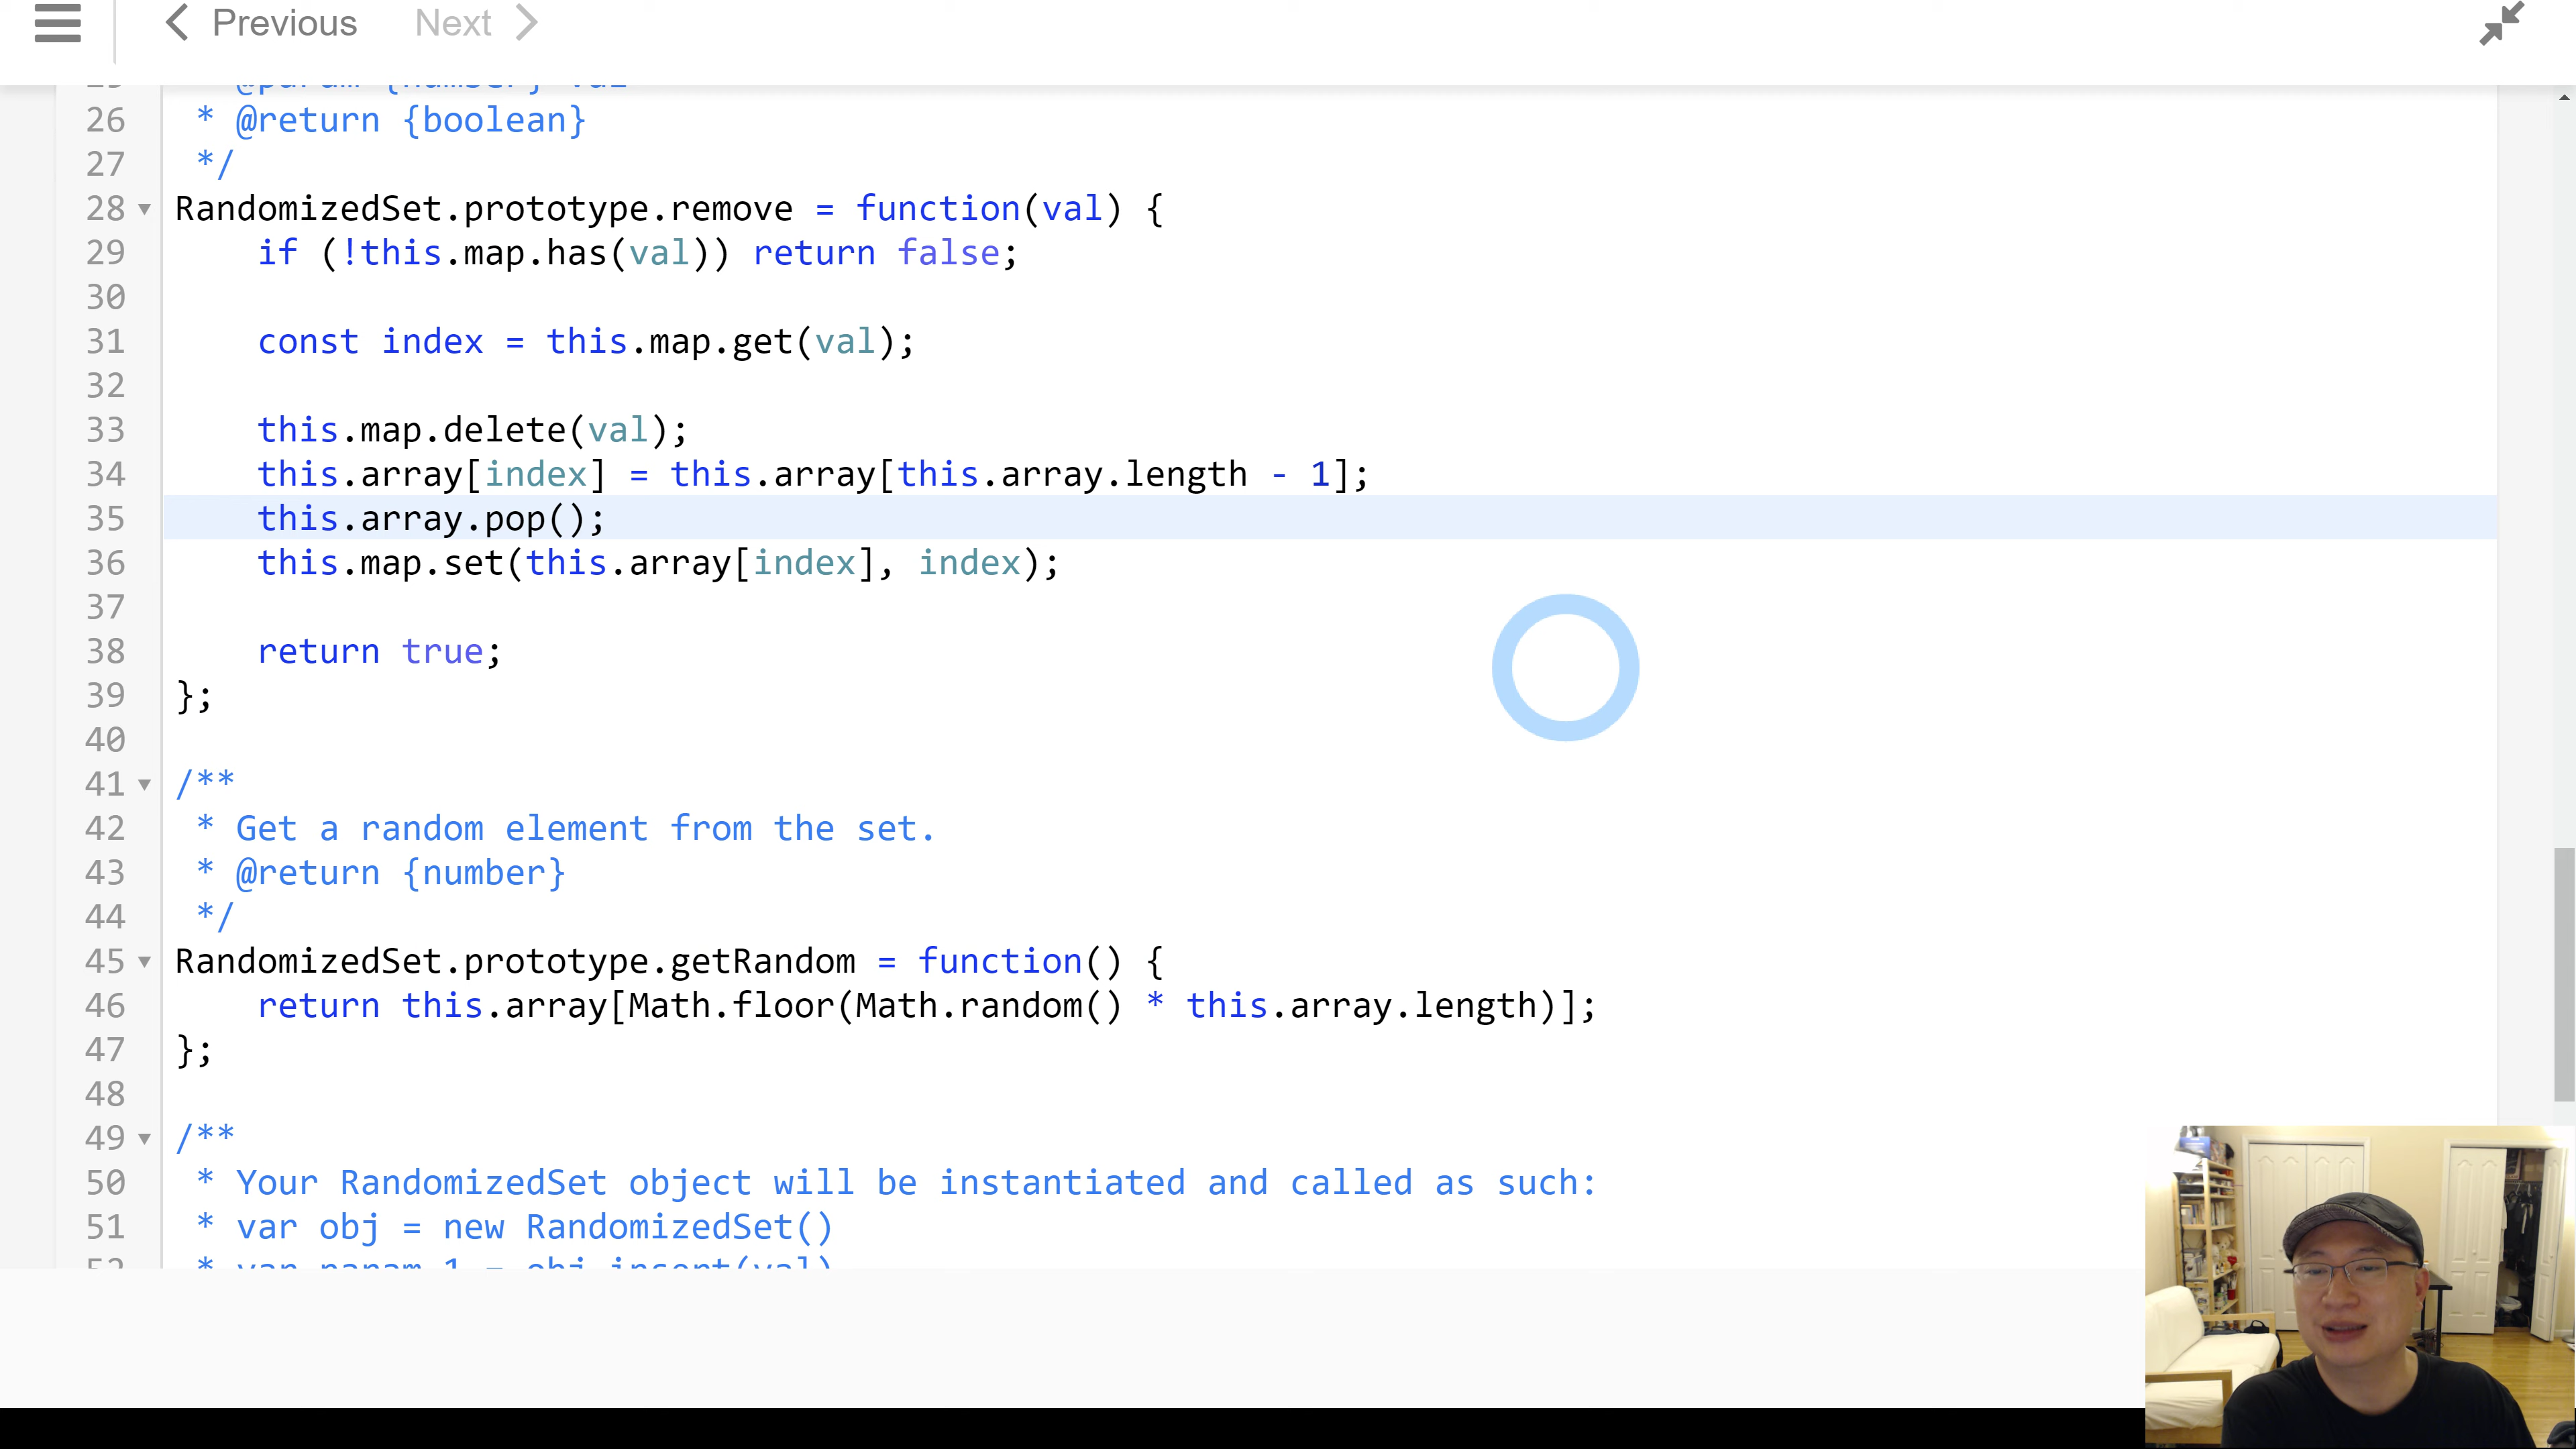 Previous Next
26 * @return {boolean}
27 */
28 RandomizedSet.prototype.remove = function(val) {
29 if (!this.map.has(val)) return false;
30
31 const index = this.map.get(val);
32
33 this.map.delete(val);
34 this.array[index] = this.array[this.array.length - 1];
35 this.array.pop();
36 this.map.set(this.array[index], index);
37
38 return true;
39 };
40
41 /**
42 * Get a random element from the set.
43 * @return {number}
44 */
45 RandomizedSet.prototype.getRandom = function() {
46 return this.array[Math.floor(Math.random() * this.array.length)];
47 };
48
49 /**
50 * Your RandomizedSet object will be instantiated and called as such:
51 * var obj = new RandomizedSet()